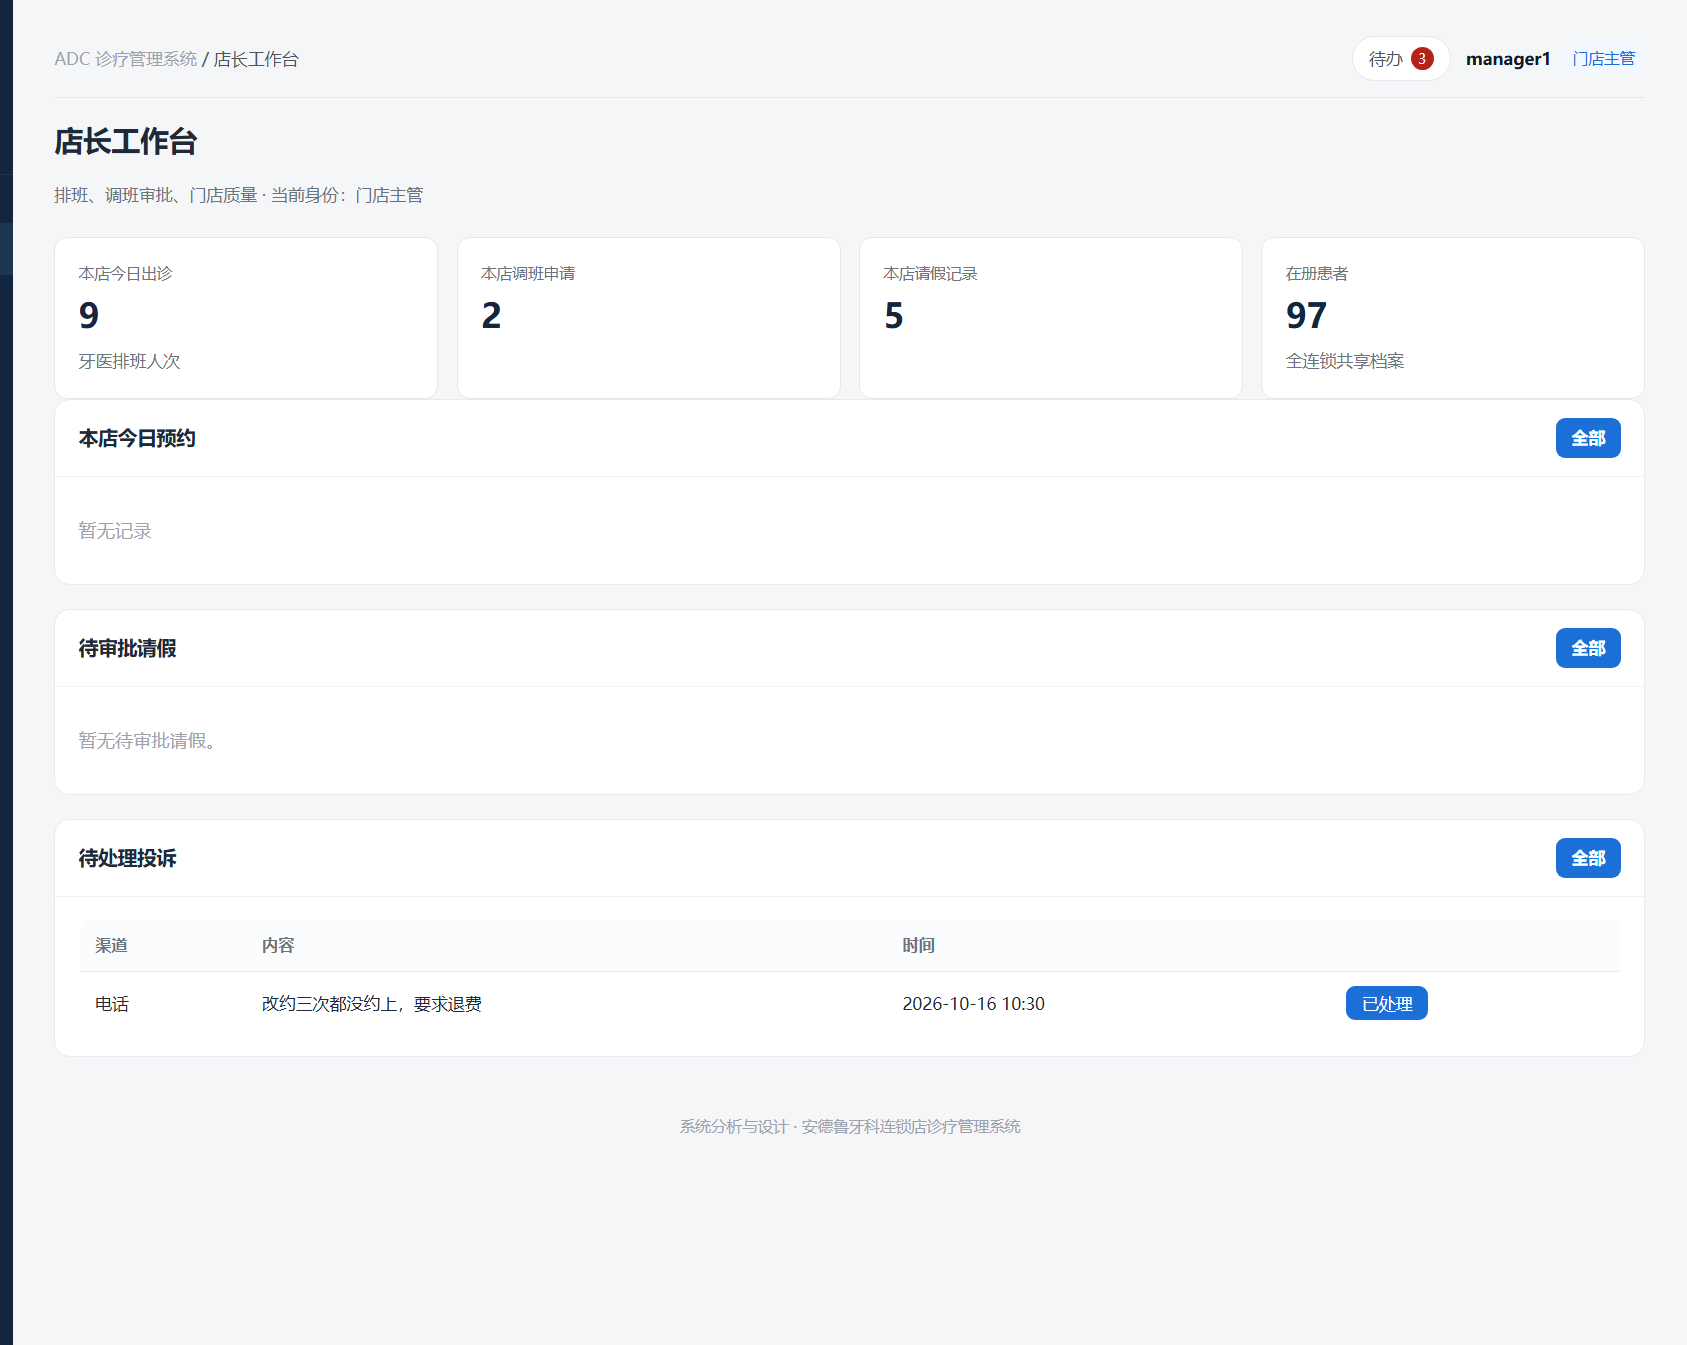 ADC 诊疗管理系统 / 店长工作台
待办 3 manager1 门店主管
店长工作台
排班、调班审批、门店质量 · 当前身份：门店主管
本店今日出诊
9
牙医排班人次
本店调班申请
2
本店请假记录
5
在册患者
97
全连锁共享档案
本店今日预约 全部
暂无记录
待审批请假 全部
暂无待审批请假。
待处理投诉 全部
渠道 内容 时间
电话 改约三次都没约上，要求退费 2026-10-16 10:30 已处理
系统分析与设计 · 安德鲁牙科连锁店诊疗管理系统